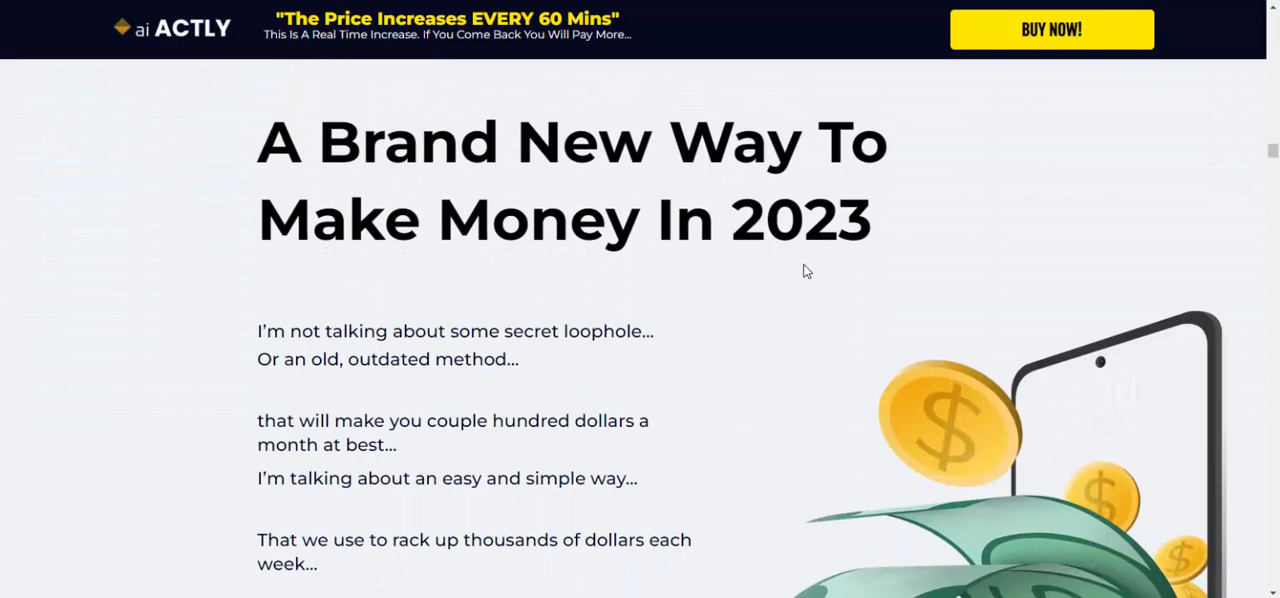 ai ACTLY
"The Price Increases EVERY 60 Mins"
This Is A Real Time Increase. If You Come Back You Will Pay More...
BUY NOW!
A Brand New Way To
Make Money In 2023
I'm not talking about some secret loophole...
Or an old, outdated method...
that will make you couple hundred dollars a
month at best...
I'm talking about an easy and simple way...
That we use to rack up thousands of dollars each
week...
$
$
$